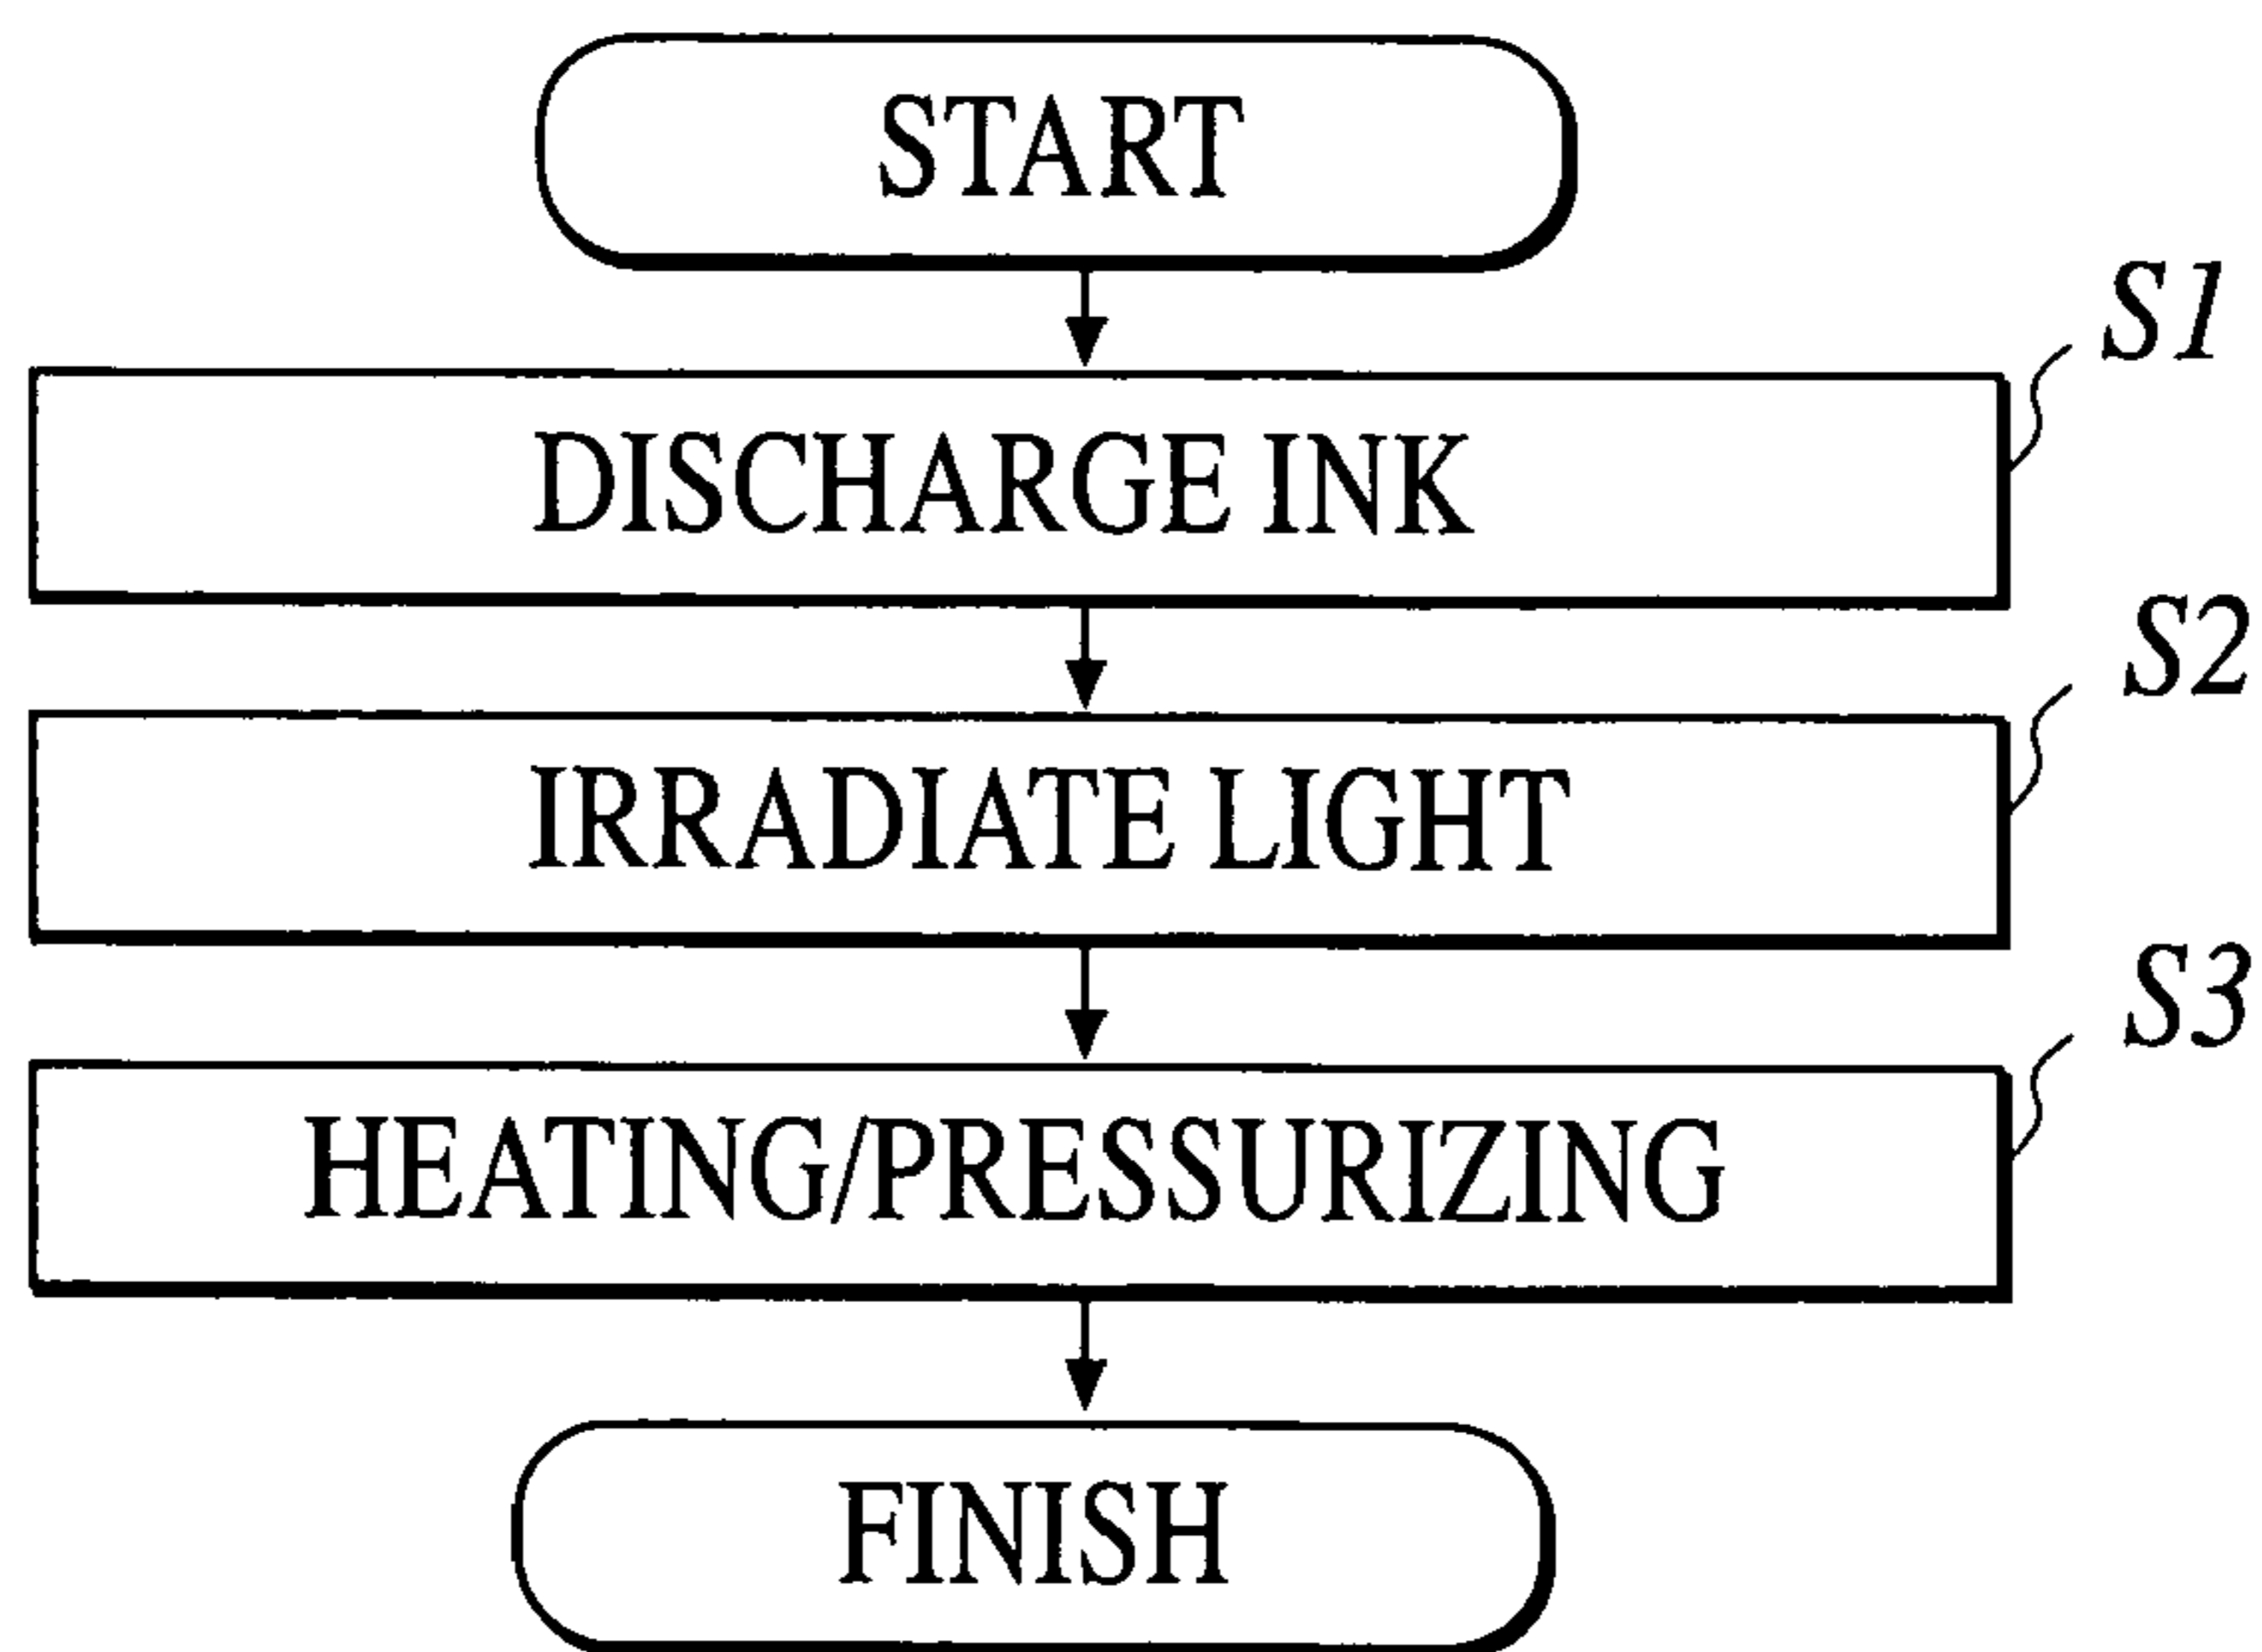 START
S1
DISCHARGE INK
S2
IRRADIATE LIGHT
S3
HEATING/PRESSURIZING
FINISH